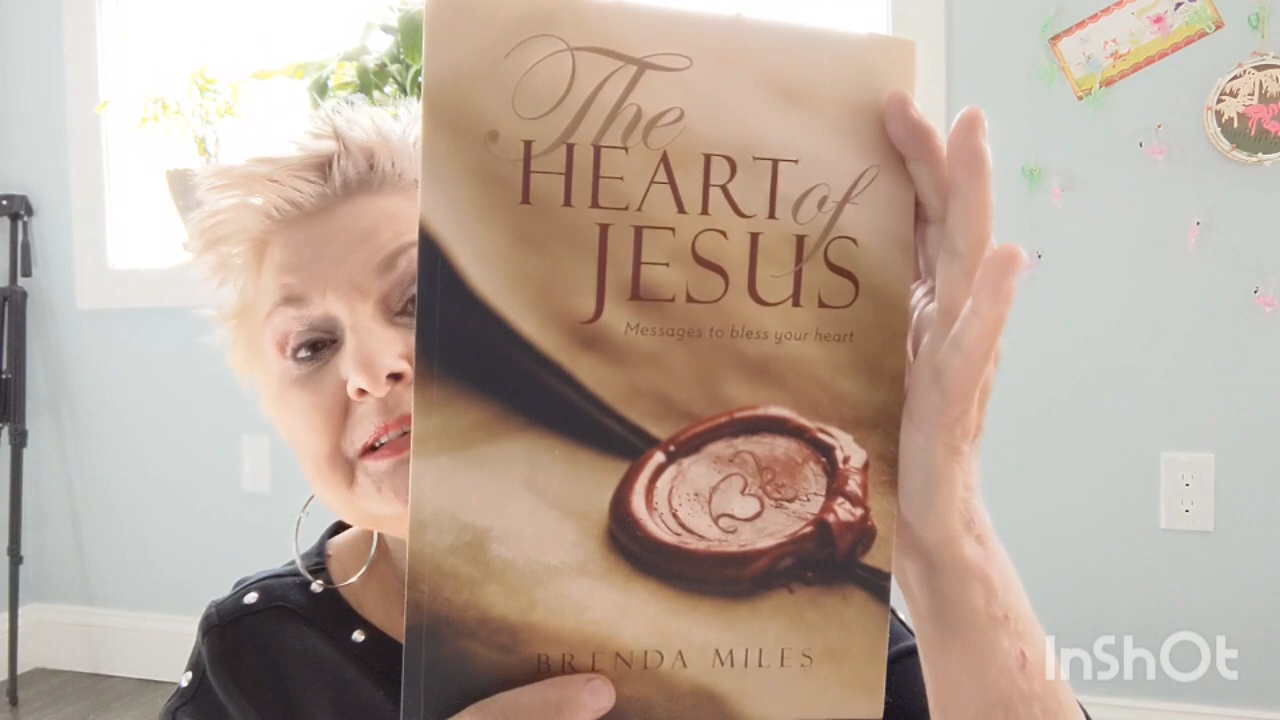 The
HEART of
JESUS
Messages to bless your heart
BRENDA MILES
InShOt